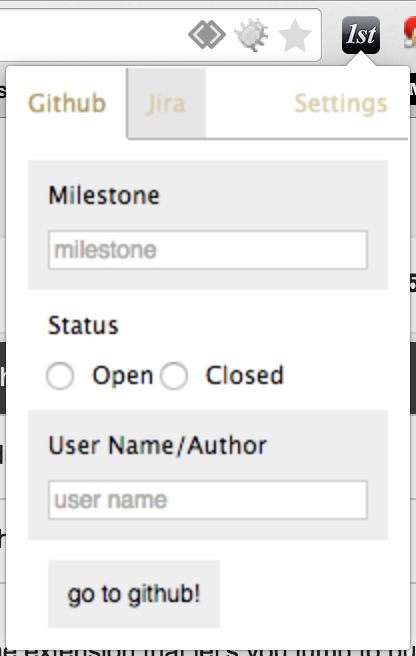 1st
Github Jira Settings
Milestone
milestone
Status
Open Closed
User Name/Author
user name
go to github!